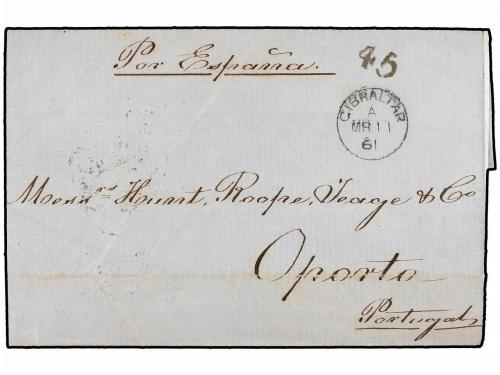 Por España.
45
GIBRALTAR
A
MR 11
61
Messrs Hunt, Roope, Teage & Co
Oporto
Portugal